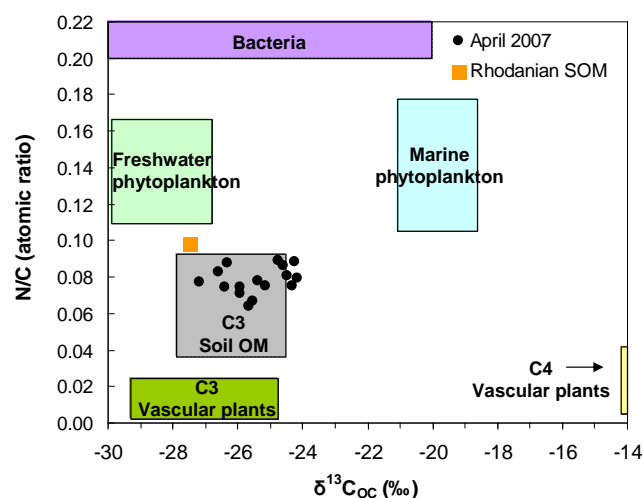 0.22
0.20
0.18
0.16
0.14
0.12
0.10
0.08
0.06
0.04
0.02
0.00
N/C (atomic ratio)
Bacteria
April 2007
Rhodanian SOM
Freshwater
phytoplankton
Marine
phytoplankton
C3
Soil OM
C3
Vascular plants
C4
Vascular plants
-30 -28 -26 -24 -22 -20 -18 -16 -14
δ¹³C_OC (‰)